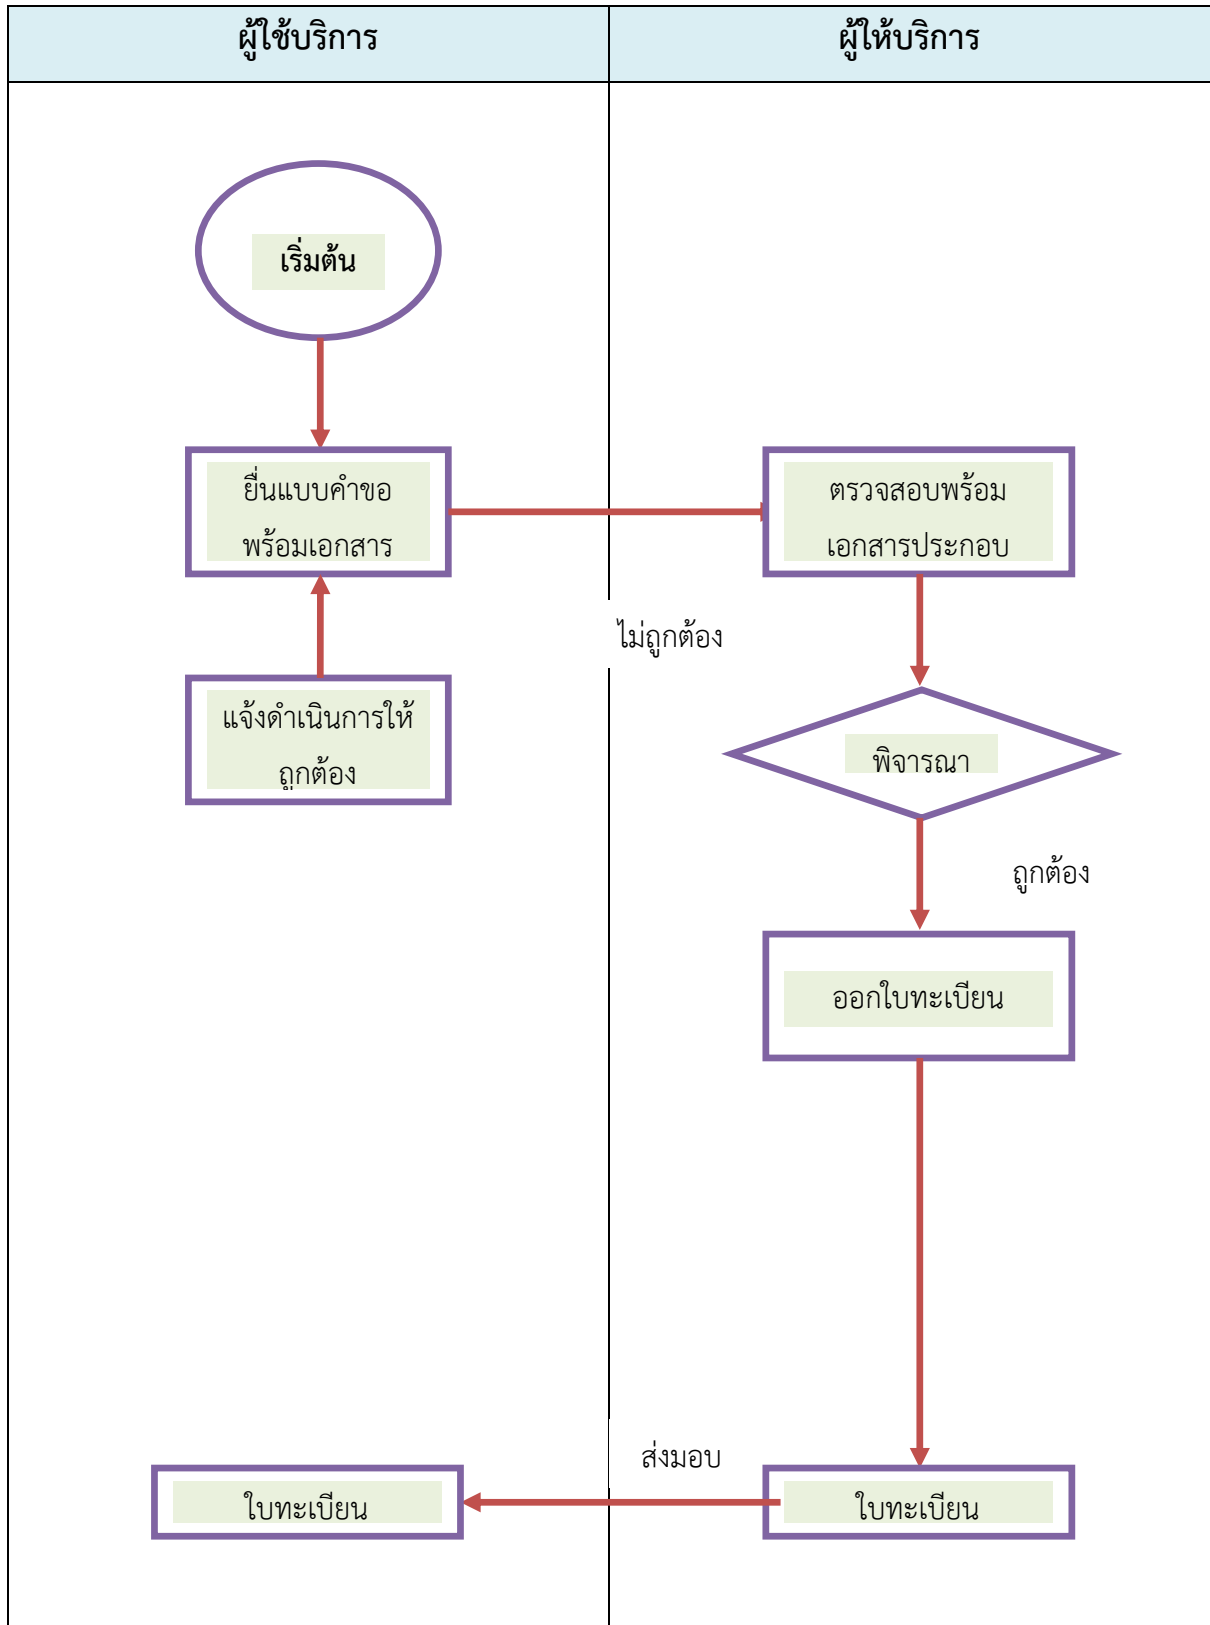 ผู้ใช้บริการ
ผู้ให้บริการ
เริ่มต้น
ยื่นแบบคำขอ
พร้อมเอกสาร
ตรวจสอบพร้อม
เอกสารประกอบ
ไม่ถูกต้อง
แจ้งดำเนินการให้
ถูกต้อง
พิจารณา
ถูกต้อง
ออกใบทะเบียน
ส่งมอบ
ใบทะเบียน
ใบทะเบียน